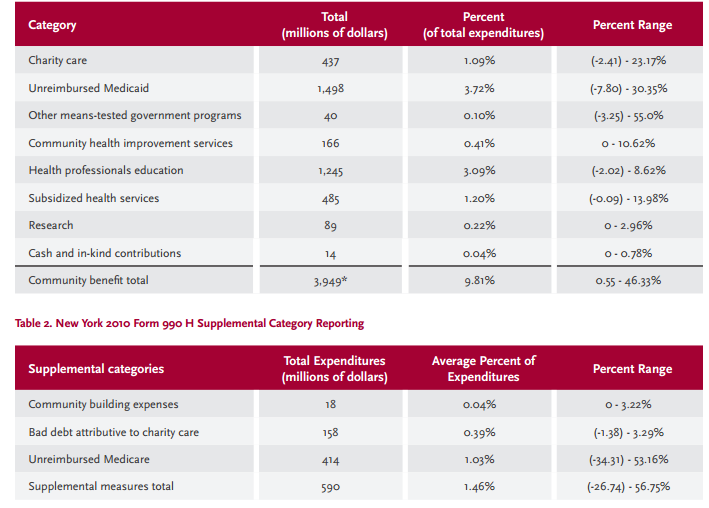 Category Total (millions of dollars) Percent (of total expenditures) Percent Range
Charity care 437 1.09% (-2.41) - 23.17%
Unreimbursed Medicaid 1,498 3.72% (-7.80) - 30.35%
Other means-tested government programs 40 0.10% (-3.25) - 55.0%
Community health improvement services 166 0.41% 0 - 10.62%
Health professionals education 1,245 3.09% (-2.02) - 8.62%
Subsidized health services 485 1.20% (-0.09) - 13.98%
Research 89 0.22% 0 - 2.96%
Cash and in-kind contributions 14 0.04% 0 - 0.78%
Community benefit total 3,949* 9.81% 0.55 - 46.33%
Table 2. New York 2010 Form 990 H Supplemental Category Reporting
Supplemental categories Total Expenditures (millions of dollars) Average Percent of Expenditures Percent Range
Community building expenses 18 0.04% 0 - 3.22%
Bad debt attributive to charity care 158 0.39% (-1.38) - 3.29%
Unreimbursed Medicare 414 1.03% (-34.31) - 53.16%
Supplemental measures total 590 1.46% (-26.74) - 56.75%